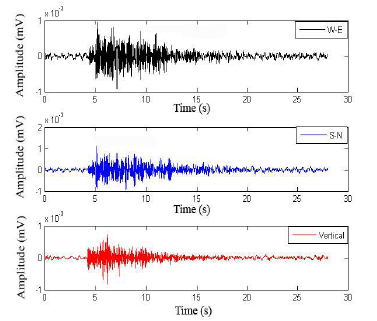 1 x 10⁻³
W-E
Amplitude (mV)
0
-1
0 5 10 15 20 25 30
Time (s)
2 x 10⁻³
S-N
Amplitude (mV)
1
0
-1
0 5 10 15 20 25 30
Time (s)
1 x 10⁻³
Vertical
Amplitude (mV)
0
-1
0 5 10 15 20 25 30
Time (s)